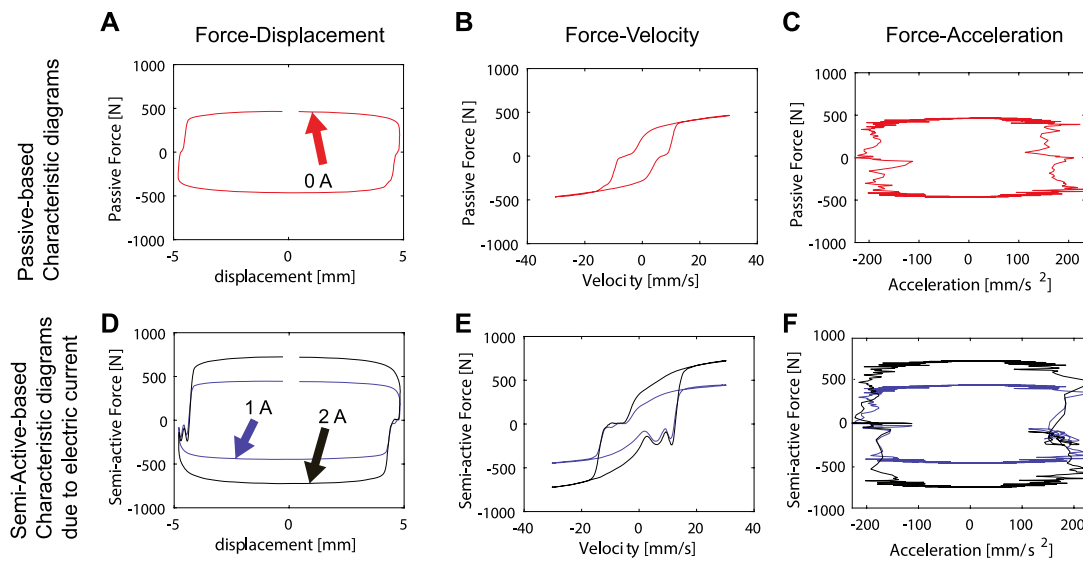 A
B
C
Force-Displacement
Force-Velocity
Force-Acceleration
Passive-based
Characteristic diagrams
Passive Force [N]
1000
500
0
-500
-1000
0 A
-5
0
5
displacement [mm]
Passive Force [N]
1000
500
0
-500
-1000
-40
-20
0
20
40
Velocity [mm/s]
Passive Force [N]
1000
500
0
-500
-1000
-200
-100
0
100
200
Acceleration [mm/s 2]
D
E
F
Semi-Active-based
Characteristic diagrams
due to electric current
Semi-active Force [N]
1000
500
0
-500
-1000
1 A
2 A
-5
0
5
displacement [mm]
Semi-active Force [N]
1000
500
0
-500
-1000
-40
-20
0
20
40
Velocity [mm/s]
Semi-active Force [N]
1000
500
0
-500
-1000
-200
-100
0
100
200
Acceleration [mm/s 2]